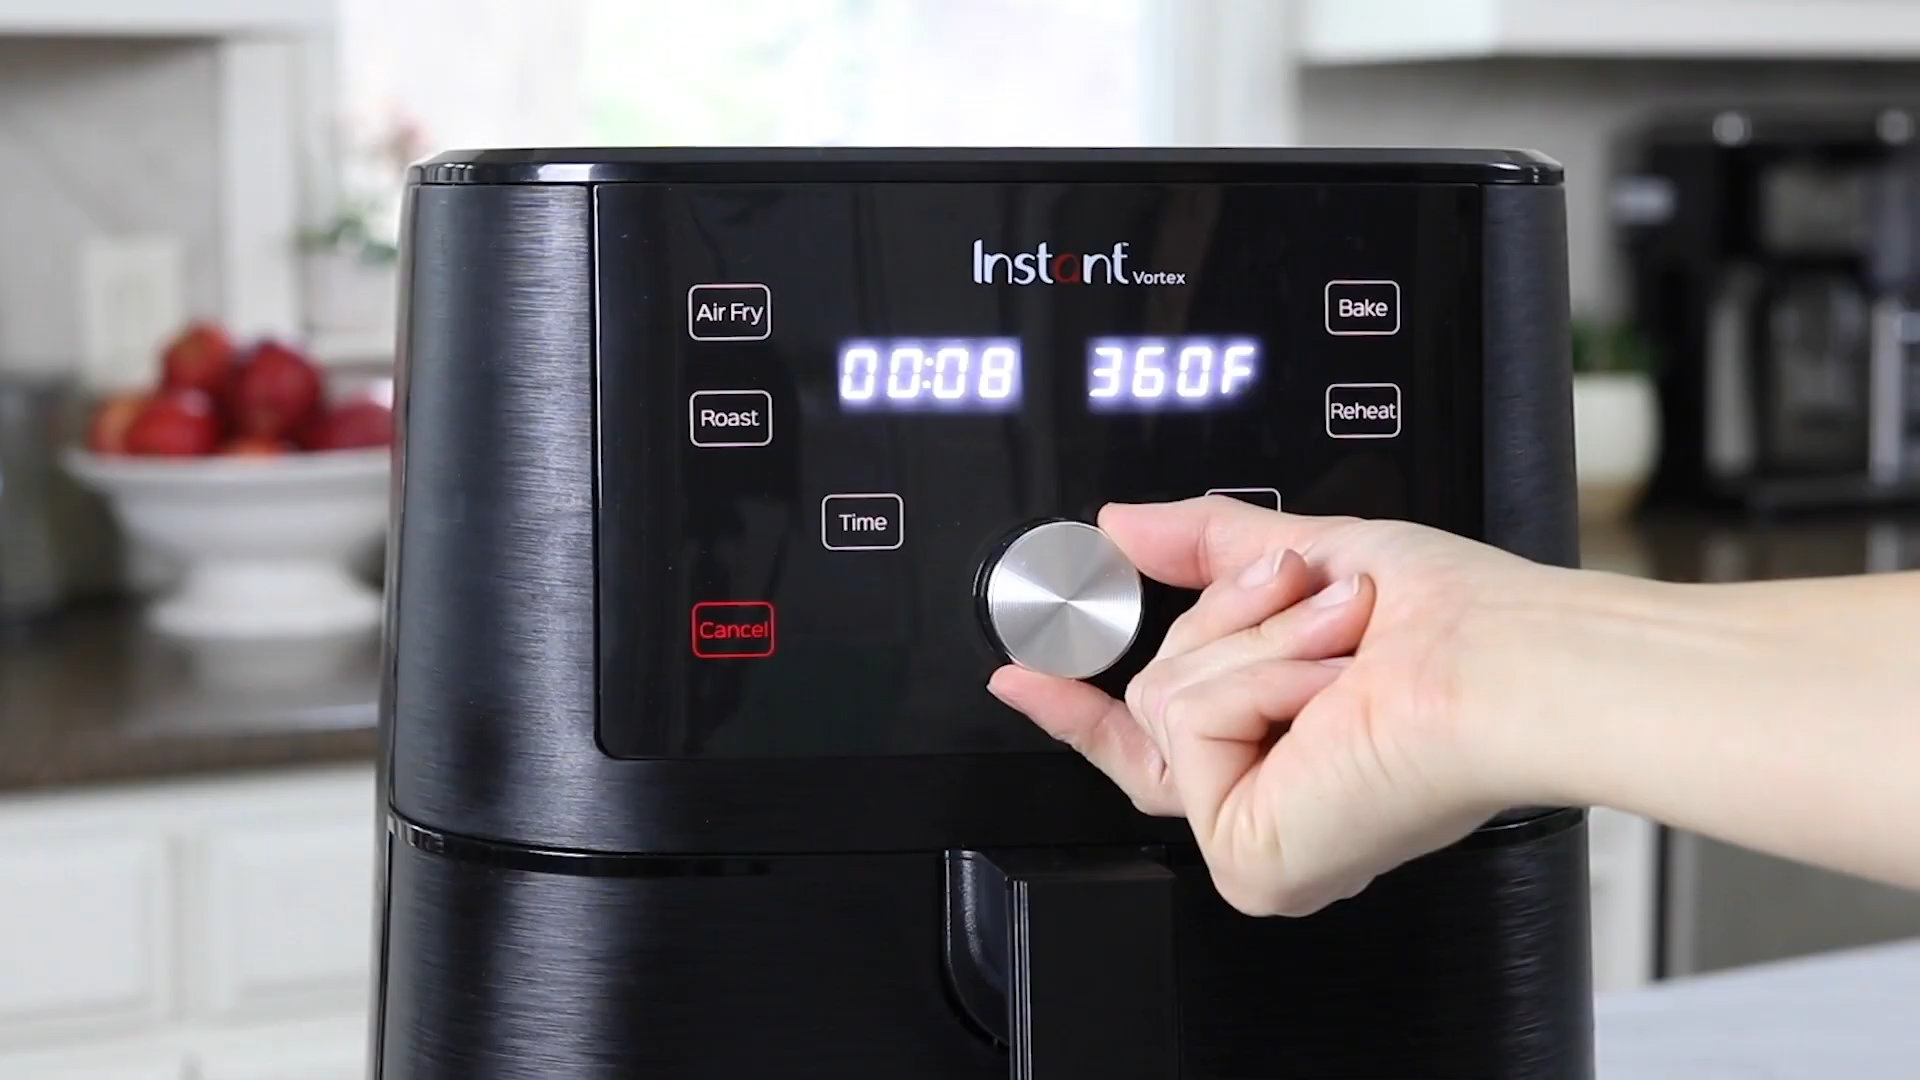 Instant Vortex
Air Fry
Bake
00:08 360F
Roast
Reheat
Time
Cancel